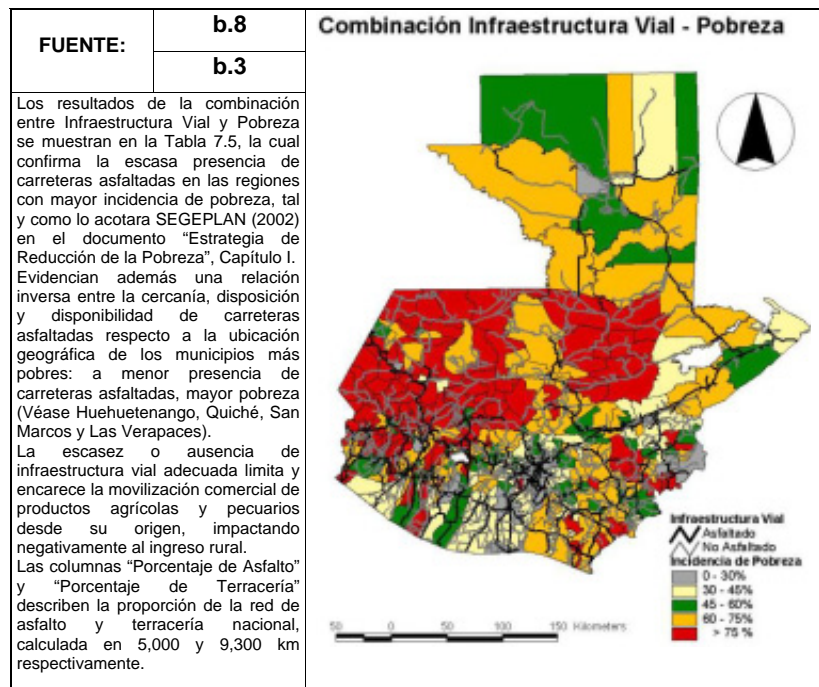 FUENTE:
b.8
b.3
Los resultados de la combinación
entre Infraestructura Vial y Pobreza
se muestran en la Tabla 7.5, la cual
confirma la escasa presencia de
carreteras asfaltadas en las regiones
con mayor incidencia de pobreza, tal
y como lo acotara SEGEPLAN (2002)
en el documento “Estrategia de
Reducción de la Pobreza”, Capítulo I.
Evidencian además una relación
inversa entre la cercanía, disposición
y disponibilidad de carreteras
asfaltadas respecto a la ubicación
geográfica de los municipios más
pobres: a menor presencia de
carreteras asfaltadas, mayor pobreza
(Véase Huehuetenango, Quiché, San
Marcos y Las Verapaces).
La escasez o ausencia de
infraestructura vial adecuada limita y
encarece la movilización comercial de
productos agrícolas y pecuarios
desde su origen, impactando
negativamente al ingreso rural.
Las columnas “Porcentaje de Asfalto”
y “Porcentaje de Terracería”
describen la proporción de la red de
asfalto y terracería nacional,
calculada en 5,000 y 9,300 km
respectivamente.
Combinación Infraestructura Vial - Pobreza
Infraestructura Vial
Asfaltado
No Asfaltado
Incidencia de Pobreza
0 - 30%
30 - 45%
45 - 60%
60 - 75%
> 75 %
50 0 50 100 150 Kilometers